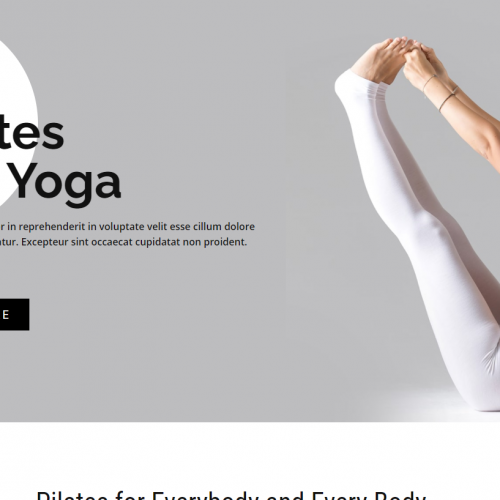 tes
Yoga
r in reprehenderit in voluptate velit esse cillum dolore
tur. Excepteur sint occaecat cupidatat non proident.
E
Pilates for Everybody and Every Body